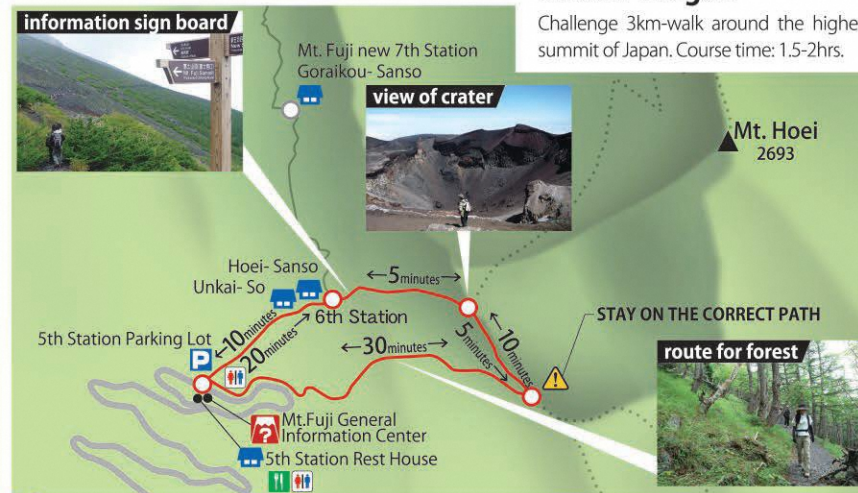 information sign board
Mt. Fuji new 7th Station
Goraikou- Sanso
Challenge 3km-walk around the highe
summit of Japan. Course time: 1.5-2hrs.
view of crater
Mt. Hoei
2693
Hoei- Sanso
Unkai- So
←5minutes→
6th Station
STAY ON THE CORRECT PATH
5th Station Parking Lot
P
←10minutes
20minutes→
←30minutes→
5minutes→
←10minutes
route for forest
Mt.Fuji General
Information Center
5th Station Rest House